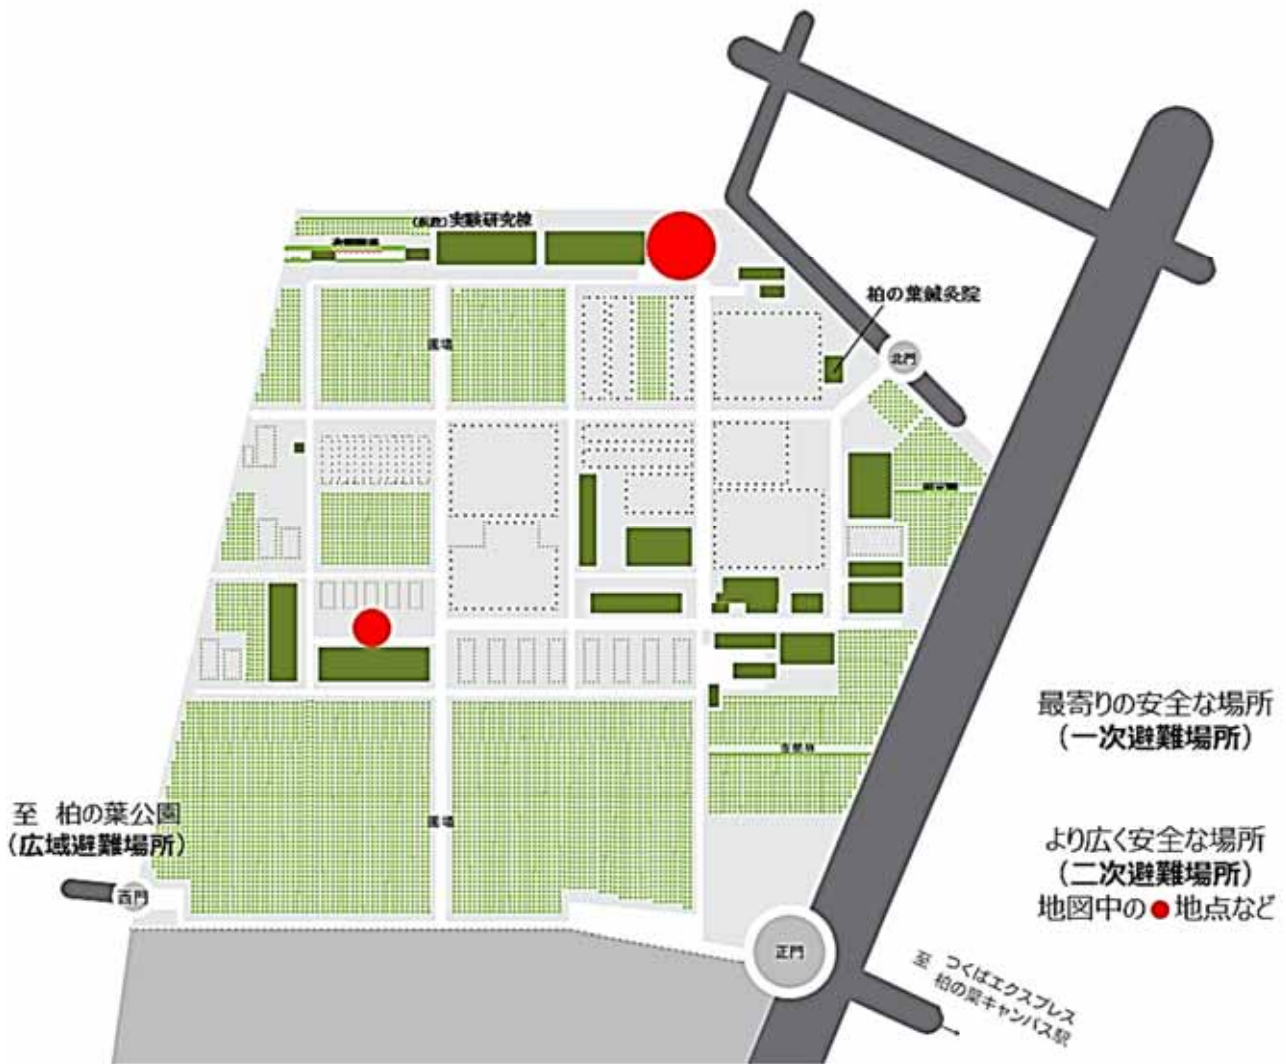 (仮称)実験研究棟
柏の葉鍼灸院
圃場
北門
最寄りの安全な場所
(一次避難場所)
至 柏の葉公園
(広域避難場所)
圃場
より広く安全な場所
(二次避難場所)
地図中の●地点など
西門
正門
至 つくばエクスプレス
柏の葉キャンパス駅